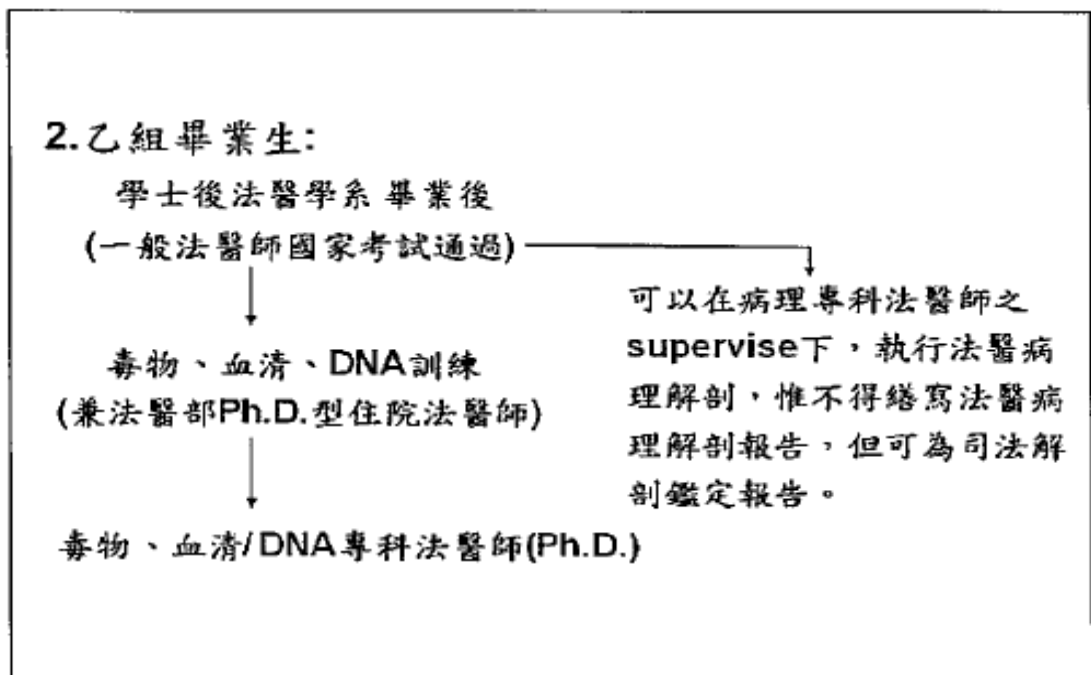 2.乙組畢業生:
學士後法醫學系 畢業後
(一般法醫師國家考試通過)
毒物、血清、DNA訓練
(兼法醫部Ph.D.型住院法醫師)
毒物、血清/DNA專科法醫師(Ph.D.)
可以在病理專科法醫師之
supervise下，執行法醫病
理解剖，惟不得繕寫法醫病
理解剖報告，但可為司法解
剖鑑定報告。